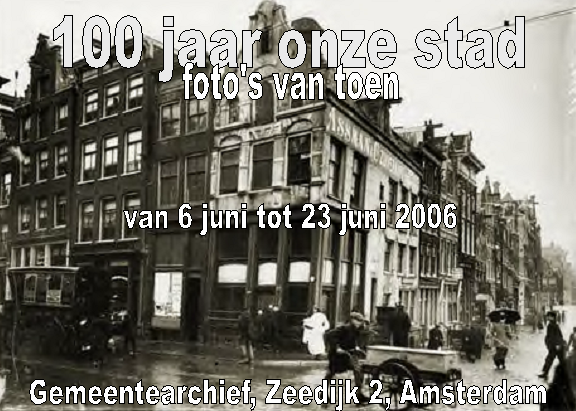 100 jaar onze stad
foto's van toen
van 6 juni tot 23 juni 2006
Gemeentearchief, Zeedijk 2, Amsterdam